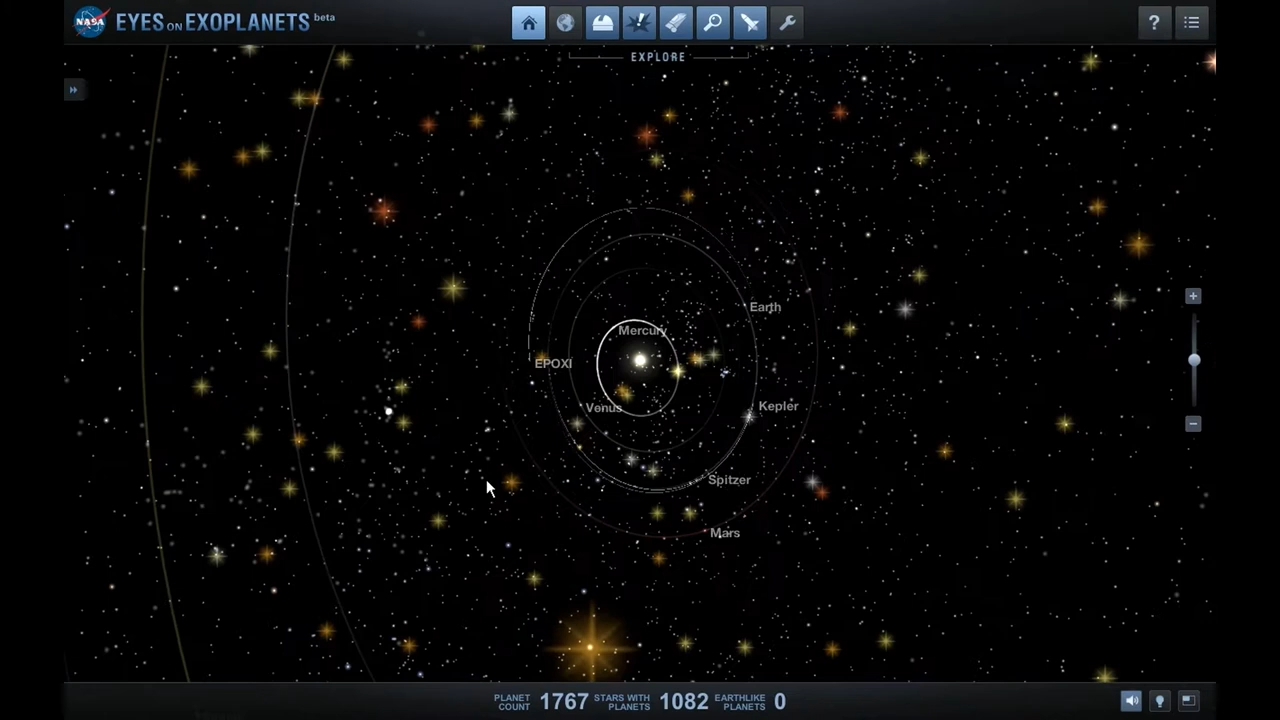 NASA EYES ON EXOPLANETS beta
?
EXPLORE
Earth
Mercury
EPOXI
Venus
Kepler
Spitzer
Mars
PLANET COUNT 1767 STARS WITH PLANETS 1082 EARTHLIKE PLANETS 0